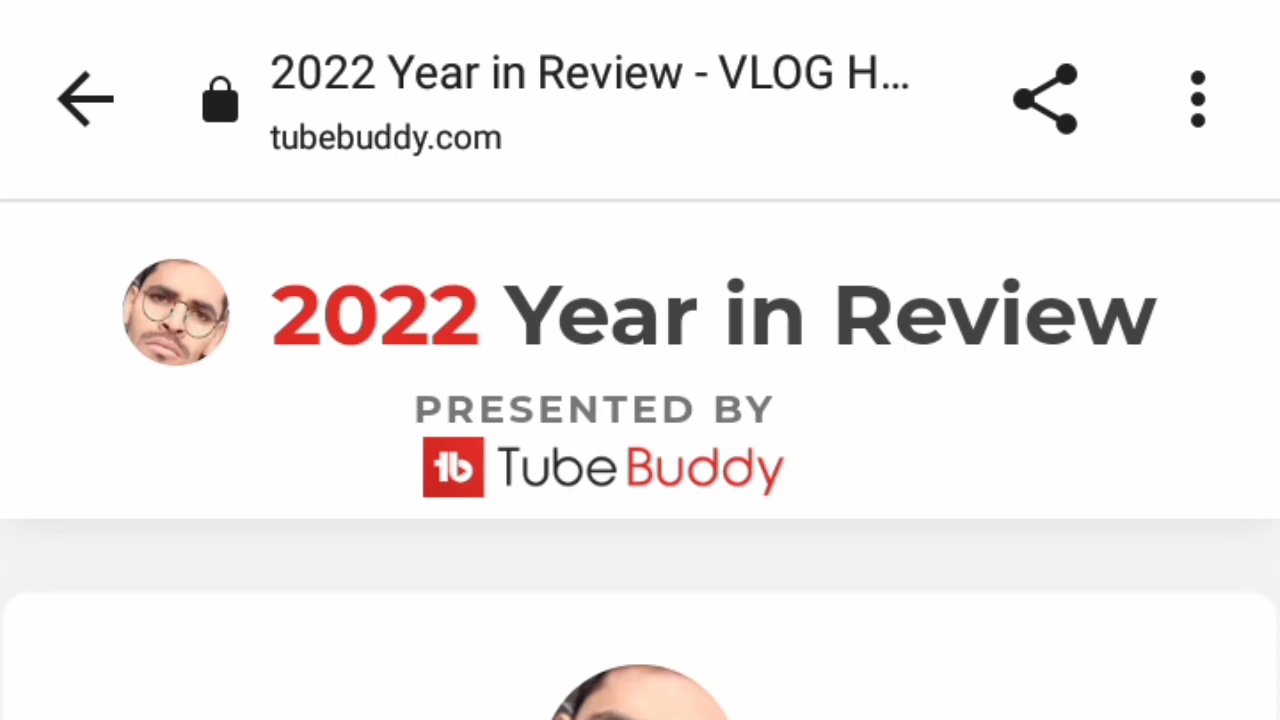 2022 Year in Review - VLOG H...
tubebuddy.com
2022 Year in Review
PRESENTED BY
tb TubeBuddy